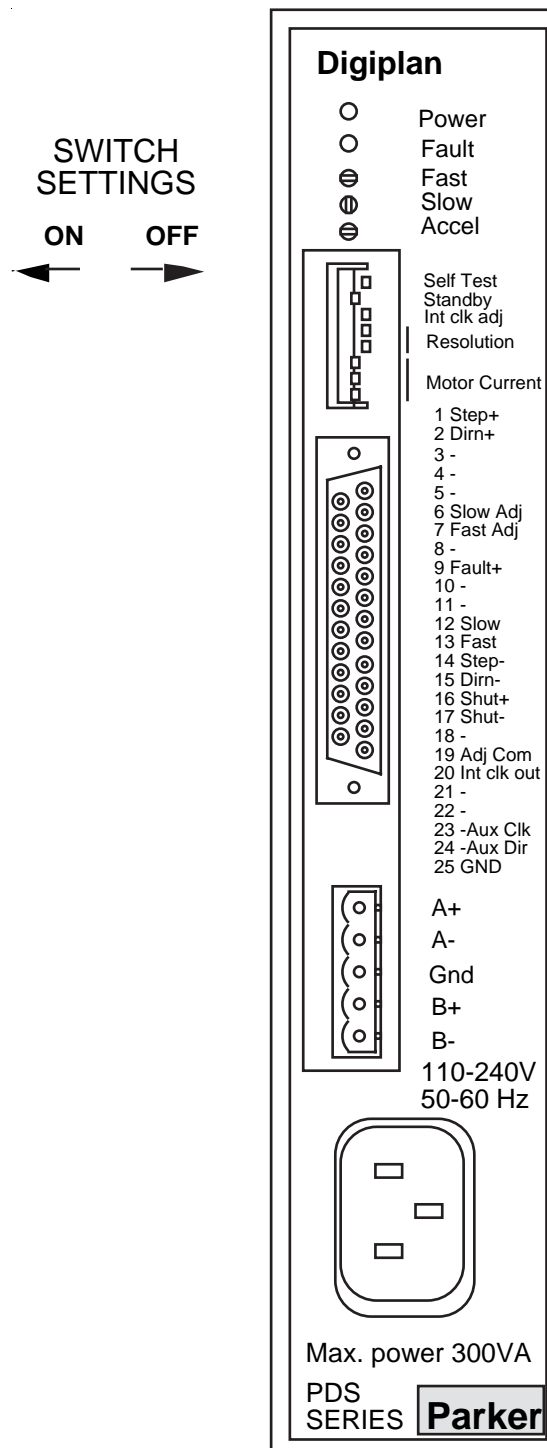 Digiplan
SWITCH
SETTINGS
ON OFF
Power
Fault
Fast
Slow
Accel
Self Test
Standby
Int clk adj
Resolution
Motor Current
1 Step+
2 Dirn+
3 -
4 -
5 -
6 Slow Adj
7 Fast Adj
8 -
9 Fault+
10 -
11 -
12 Slow
13 Fast
14 Step-
15 Dirn-
16 Shut+
17 Shut-
18 -
19 Adj Com
20 Int clk out
21 -
22 -
23 -Aux Clk
24 -Aux Dir
25 GND
A+
A-
Gnd
B+
B-
110-240V
50-60 Hz
Max. power 300VA
PDS
SERIES Parker